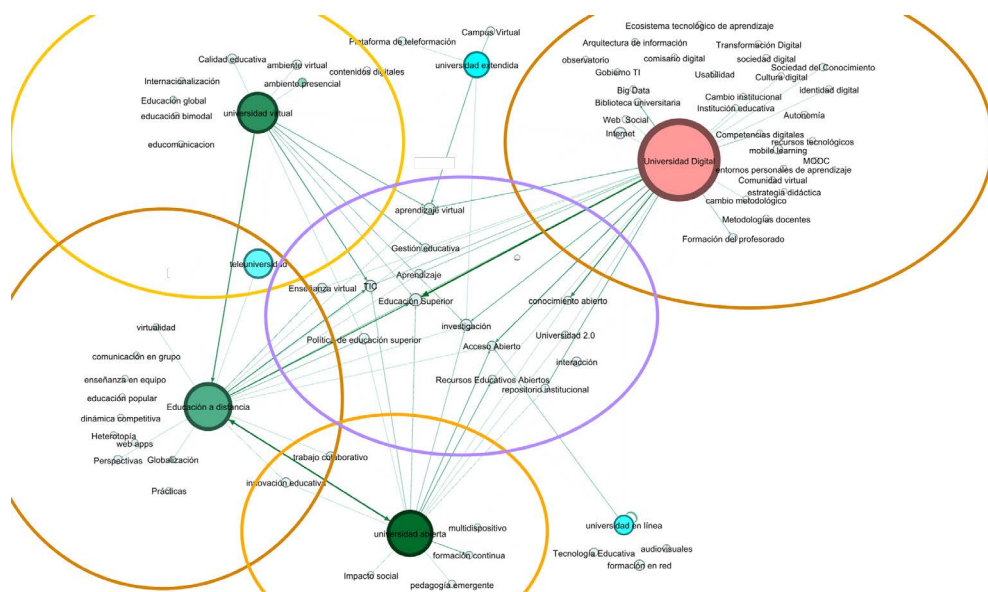 Ecosistema tecnológico de aprendizaje
Campus Virtual
Plataforma de teleformación
Arquitectura de información
Transformación Digital
Calidad educativa
ambiente virtual
universidad extendida
observatorio
comisario digital
sociedad digital
Sociedad del Conocimiento
contenidos digitales
Gobierno TI
Usabilidad
Cultura digital
Internacionalización
ambiente presencial
Big Data
identidad digital
Educación global
Biblioteca universitaria
Cambio institucional
Institución educativa
universidad virtual
Autonomía
educación bimodal
Web Social
Internet
Competencias digitales
recursos tecnológicos
educomunicacion
mobile learning
Universidad Digital
MOOC
entornos personales de aprendizaje
Comunidad virtual
estrategia didáctica
cambio metodológico
aprendizaje virtual
Metodologías docentes
Formación del profesorado
Gestión educativa
teleuniversidad
Aprendizaje
Enseñanza virtual
TIC
Educación Superior
conocimiento abierto
virtualidad
investigación
Universidad 2.0
Política de educación superior
Acceso Abierto
comunicación en grupo
interacción
enseñanza en equipo
Recursos Educativos Abiertos
repositorio institucional
educación popular
Educación a distancia
dinámica competitiva
Heterotopía
web apps
Perspectivas
Globalización
trabajo colaborativo
innovación educativa
Prácticas
universidad abierta
multidispositivo
universidad en línea
formación continua
Tecnología Educativa
audiovisuales
formación en red
Impacto social
pedagogía emergente